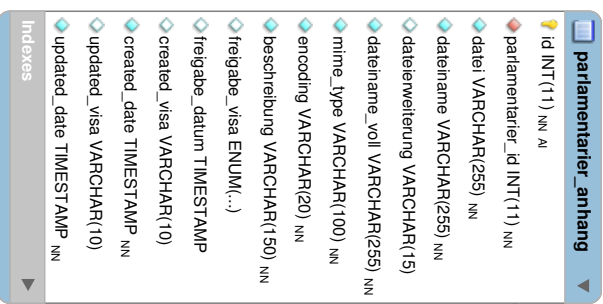 parlamentarier_anhang
id INT(11) NN AI
parlamentarier_id INT(11) NN
datei VARCHAR(255) NN
dateiname VARCHAR(255) NN
dateierweiterung VARCHAR(15)
dateiname_voll VARCHAR(255) NN
mime_type VARCHAR(100) NN
encoding VARCHAR(20) NN
beschreibung VARCHAR(150) NN
freigabe_visa ENUM(...)
freigabe_datum TIMESTAMP
created_visa VARCHAR(10)
created_date TIMESTAMP NN
updated_visa VARCHAR(10)
updated_date TIMESTAMP NN
Indexes